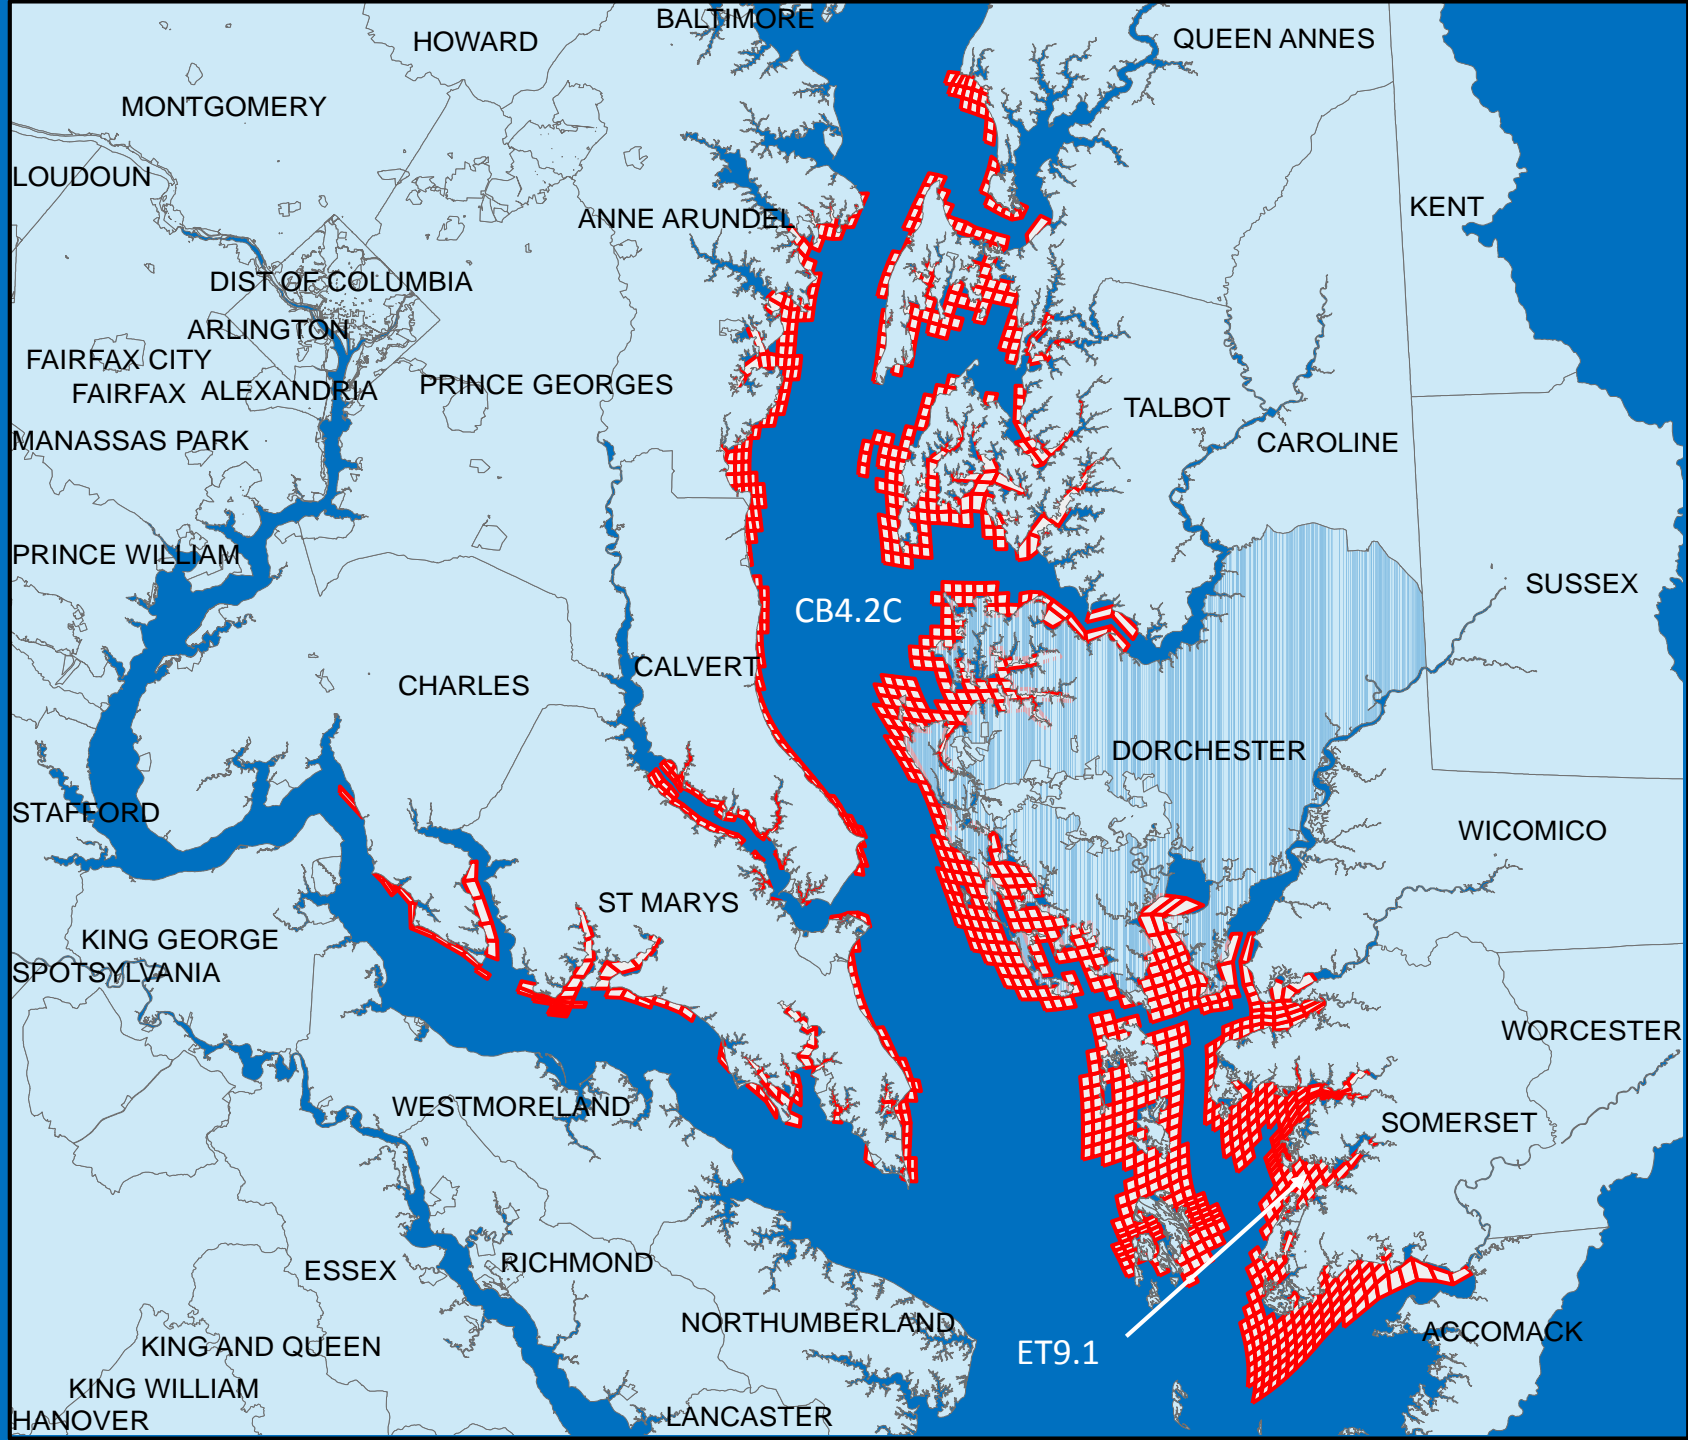 BALTIMORE
HOWARD
QUEEN ANNES
MONTGOMERY
LOUDOUN
KENT
ANNE ARUNDEL
DIST OF COLUMBIA
ARLINGTON
FAIRFAX CITY
PRINCE GEORGES
FAIRFAX
ALEXANDRIA
TALBOT
MANASSAS PARK
CAROLINE
PRINCE WILLIAM
SUSSEX
CB4.2C
CALVERT
CHARLES
DORCHESTER
STAFFORD
WICOMICO
ST MARYS
KING GEORGE
SPOTSYLVANIA
WORCESTER
WESTMORELAND
SOMERSET
RICHMOND
ESSEX
NORTHUMBERLAND
ACCOMACK
KING AND QUEEN
ET9.1
KING WILLIAM
LANCASTER
HANOVER